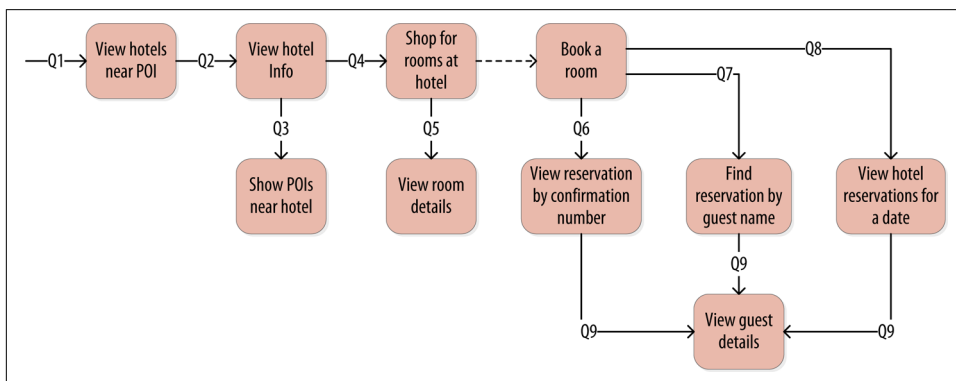 Q1
View hotels
near POI
Q2
View hotel
Info
Q4
Shop for
rooms at
hotel
Book a
room
Q8
Q7
Q3
Q5
Q6
Show POIs
near hotel
View room
details
View reservation
by confirmation
number
Find
reservation by
guest name
View hotel
reservations for
a date
Q9
View guest
details
Q9
Q9